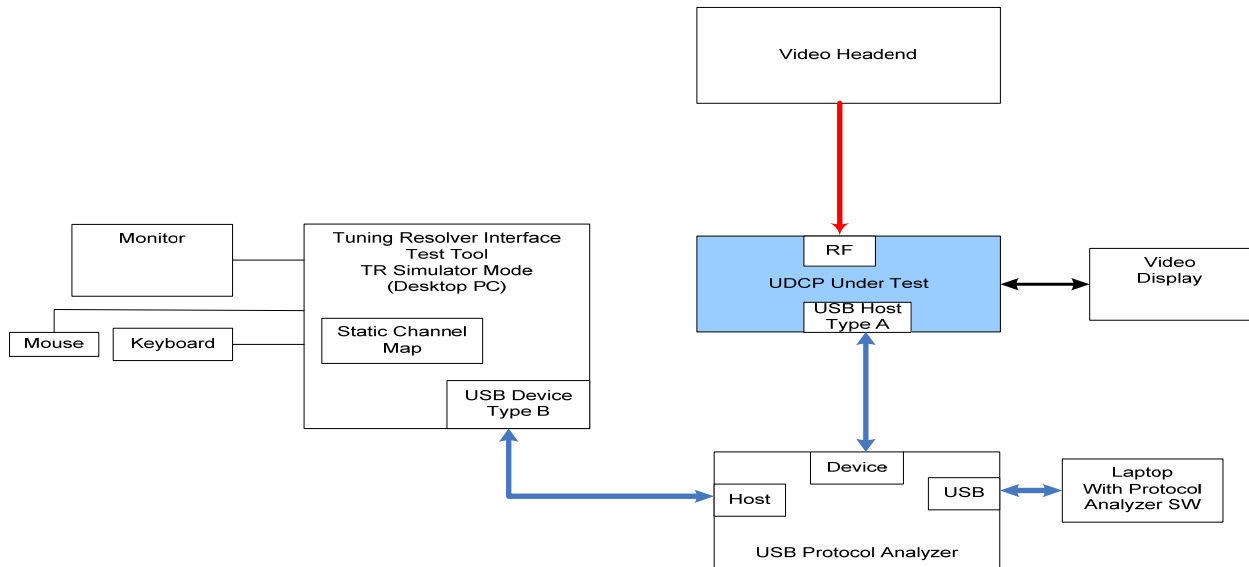 Video Headend
Monitor
Tuning Resolver Interface
Test Tool
TR Simulator Mode
(Desktop PC)
RF
UDCP Under Test
USB Host
Type A
Video
Display
Mouse
Keyboard
Static Channel
Map
USB Device
Type B
Device
Host
USB
USB Protocol Analyzer
Laptop
With Protocol
Analyzer SW